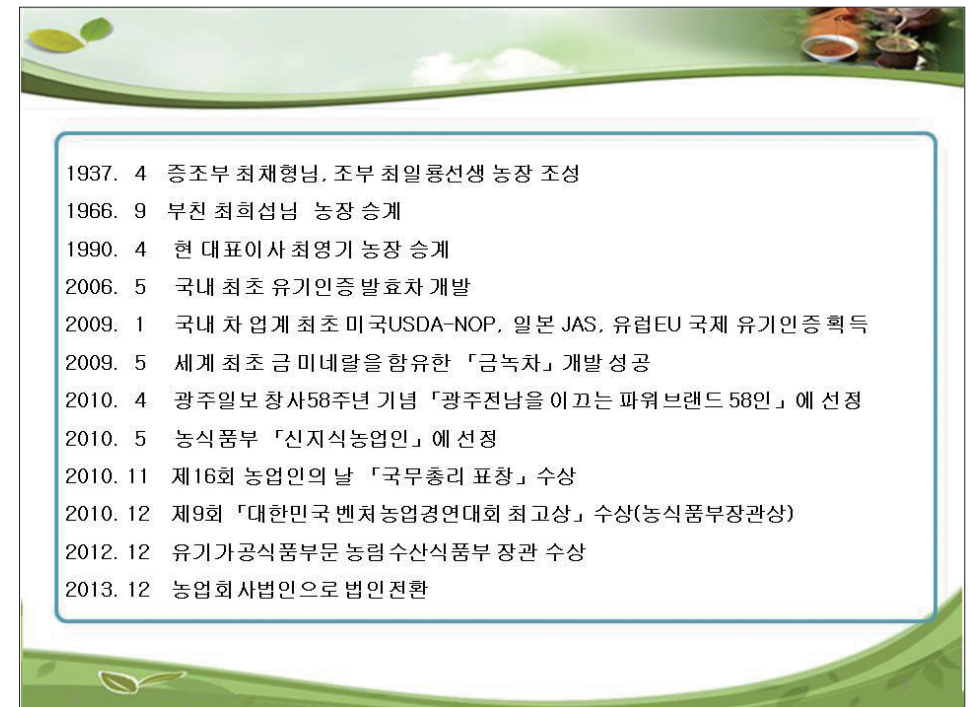 1937. 4 증조부 최채형님, 조부 최일룡선생 농장 조성
1966. 9 부친 최희섭님 농장 승계
1990. 4 현 대표이사 최영기 농장 승계
2006. 5 국내 최초 유기인증 발효차 개발
2009. 1 국내 차 업계 최초 미국USDA-NOP, 일본 JAS, 유럽EU 국제 유기인증 획득
2009. 5 세계 최초 금 미네랄을 함유한 「금녹차」개발 성공
2010. 4 광주일보 창사58주년 기념 「광주전남을 이끄는 파워브랜드 58인」에 선정
2010. 5 농식품부 「신지식농업인」에 선정
2010. 11 제16회 농업인의 날 「국무총리 표창」수상
2010. 12 제9회 「대한민국 벤처농업경연대회 최고상」수상(농식품부장관상)
2012. 12 유기가공식품부문 농림수산식품부 장관 수상
2013. 12 농업회사법인으로 법인전환